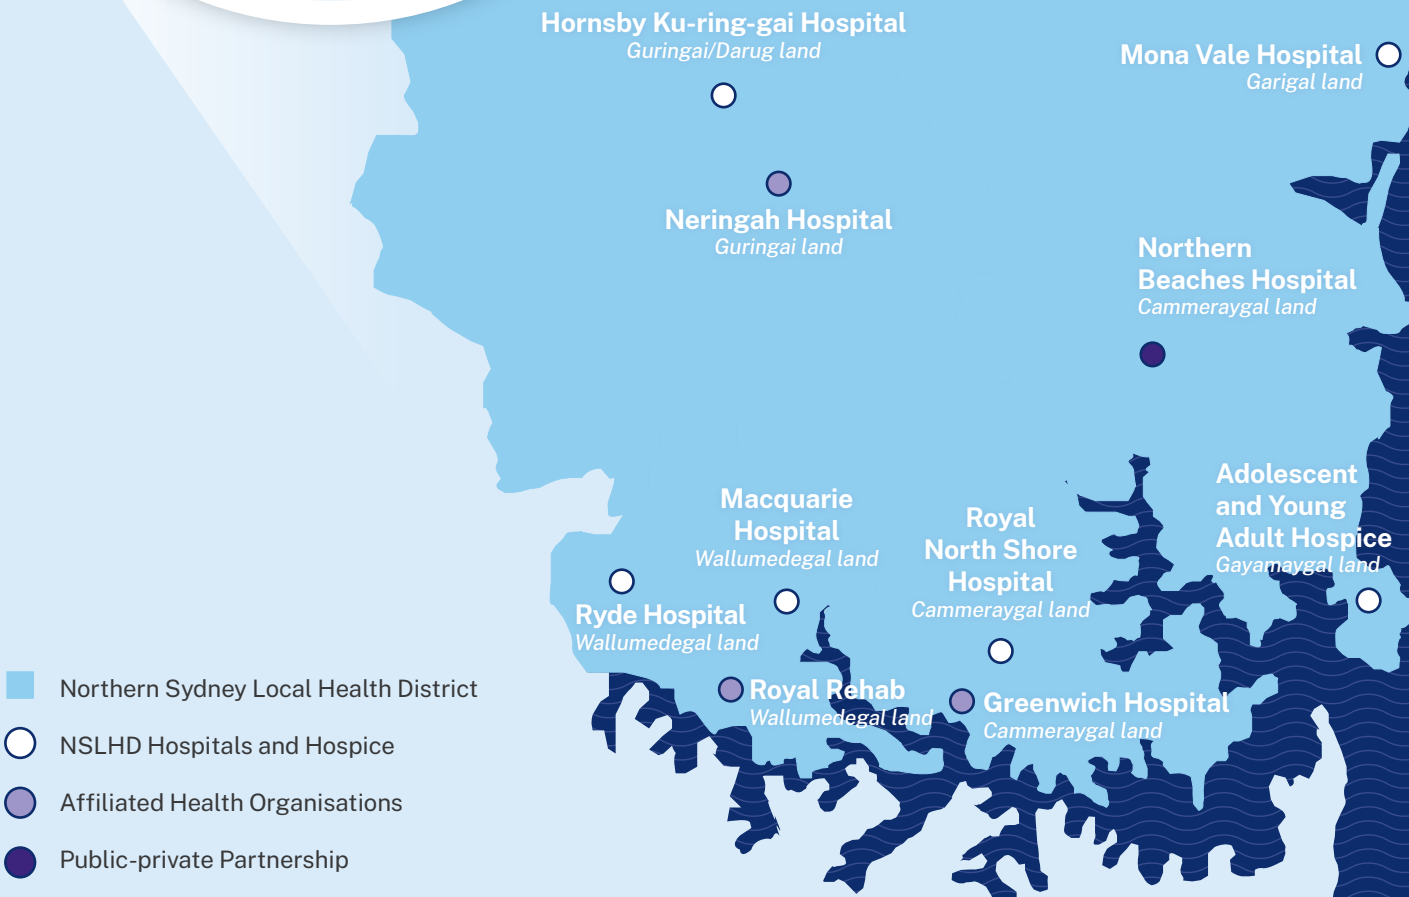 Hornsby Ku-ring-gai Hospital
Guringai/Darug land
Mona Vale Hospital
Garigal land
Neringah Hospital
Guringai land
Northern
Beaches Hospital
Cammeraygal land
Adolescent
and Young
Adult Hospice
Gayamaygal land
Macquarie
Hospital
Wallumedegal land
Royal
North Shore
Hospital
Cammeraygal land
Ryde Hospital
Wallumedegal land
Royal Rehab
Wallumedegal land
Greenwich Hospital
Cammeraygal land
Northern Sydney Local Health District
NSLHD Hospitals and Hospice
Affiliated Health Organisations
Public-private Partnership